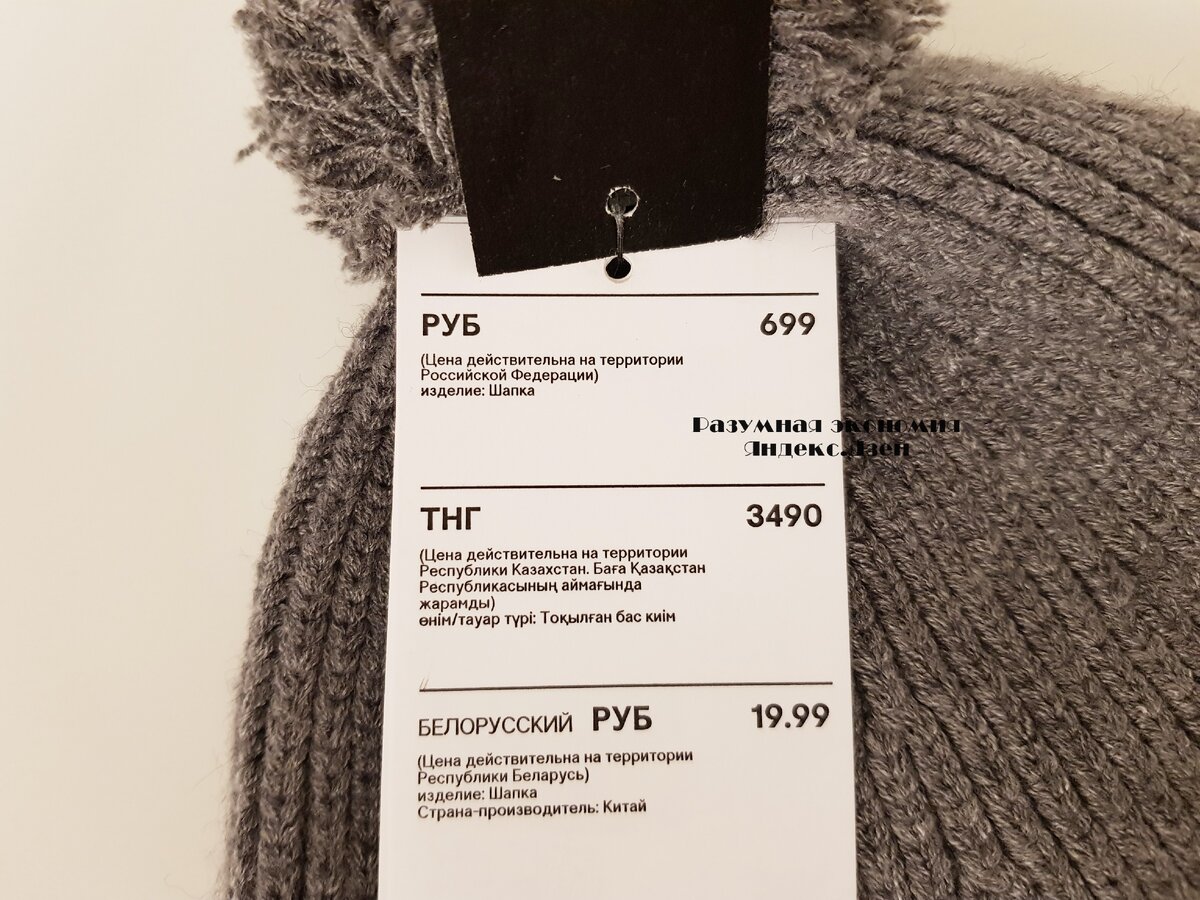 РУБ 699
(Цена действительна на территории
Российской Федерации)
изделие: Шапка
Разумная экономия
Яндекс.Дзен
ТНГ 3490
(Цена действительна на территории
Республики Казахстан. Баға Қазақстан
Республикасының аймағында
жарамды)
өнім/тауар түрі: Тоқылған бас киім
БЕЛОРУССКИЙ РУБ 19.99
(Цена действительна на территории
Республики Беларусь)
изделие: Шапка
Страна-производитель: Китай